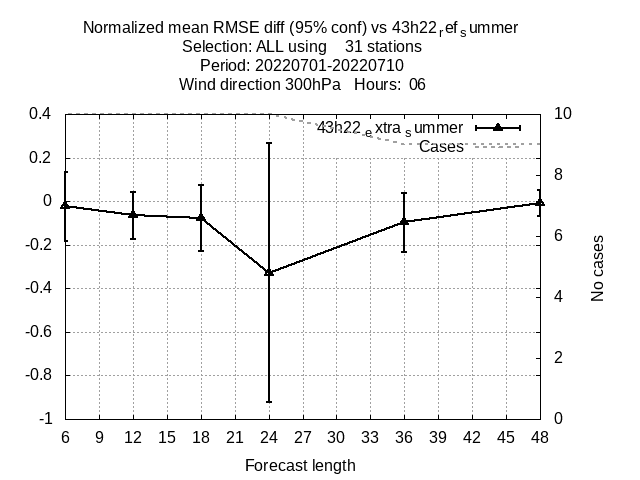 Normalized mean RMSE diff (95% conf) vs 43h22refsummer
Selection: ALL using 31 stations
Period: 20220701-20220710
Wind direction 300hPa Hours: 06
43h22extrasummer
Cases
0.4
0.2
0
-0.2
-0.4
-0.6
-0.8
-1
10
8
6
4
2
0
No cases
6 9 12 15 18 21 24 27 30 33 36 39 42 45 48
Forecast length